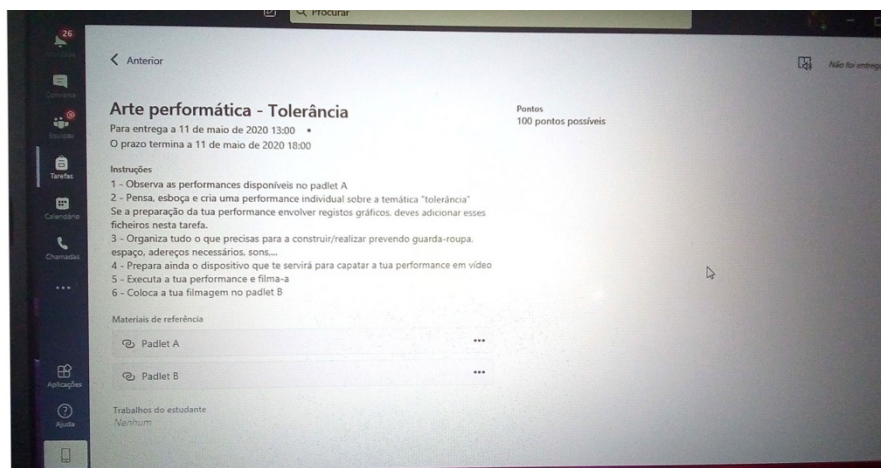 Procurar
26
Conversa
Equipas
Tarefas
Calendário
Chamadas
Aplicações
Ajuda
Anterior
Não foi entregue
Arte performática - Tolerância
Para entrega a 11 de maio de 2020 13:00 •
O prazo termina a 11 de maio de 2020 18:00
Pontos
100 pontos possíveis
Instruções
1 - Observa as performances disponíveis no padlet A
2 - Pensa, esboça e cria uma performance individual sobre a temática "tolerância"
Se a preparação da tua performance envolver registos gráficos, deves adicionar esses
ficheiros nesta tarefa.
3 - Organiza tudo o que precisas para a construir/realizar prevendo guarda-roupa,
espaço, adereços necessários, sons,...
4 - Prepara ainda o dispositivo que te servirá para capatar a tua performance em vídeo
5 - Executa a tua performance e filma-a
6 - Coloca a tua filmagem no padlet B
Materiais de referência
Padlet A
Padlet B
Trabalhos do estudante
Nenhum